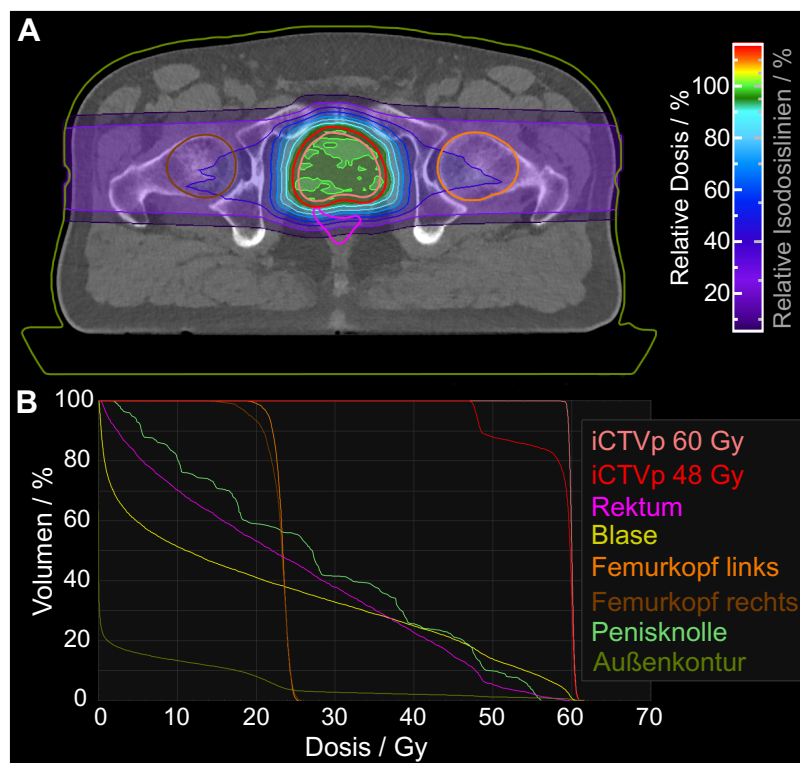 A
Relative Dosis / %
100
80
60
40
20
Relative Isodosislinien / %
B
Volumen / %
100
80
60
40
20
0
0 10 20 30 40 50 60 70
Dosis / Gy
iCTVp 60 Gy
iCTVp 48 Gy
Rektum
Blase
Femurkopf links
Femurkopf rechts
Penisknolle
Außenkontur